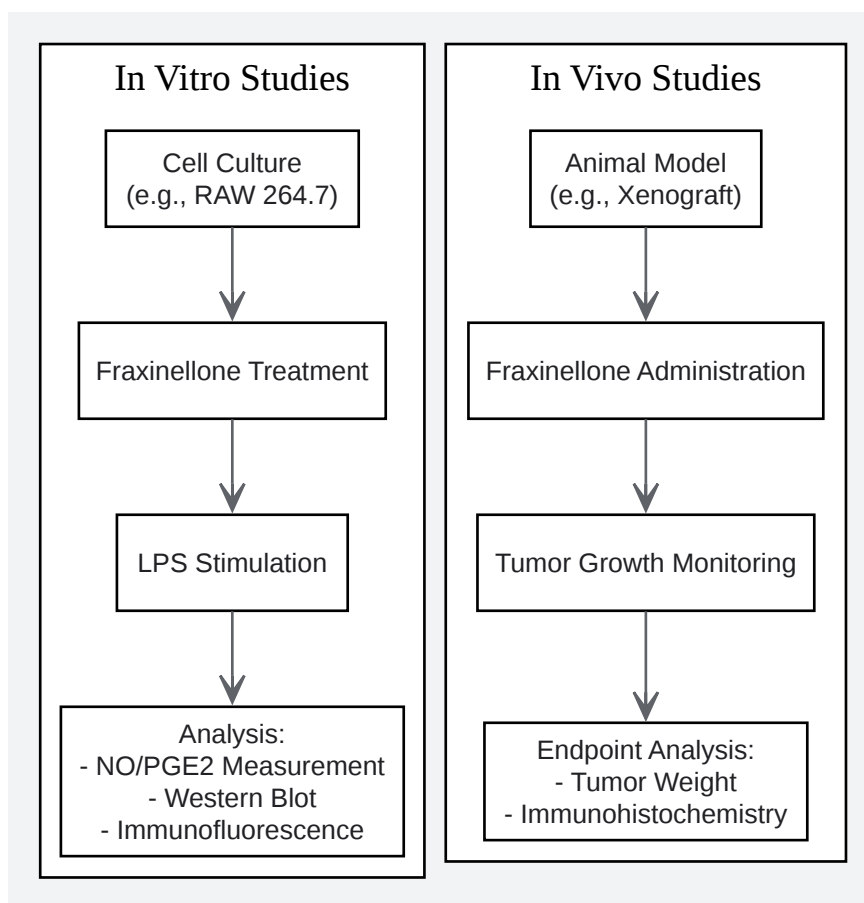 In Vitro Studies
Cell Culture
(e.g., RAW 264.7)
Fraxinellone Treatment
LPS Stimulation
Analysis:
- NO/PGE2 Measurement
- Western Blot
- Immunofluorescence
In Vivo Studies
Animal Model
(e.g., Xenograft)
Fraxinellone Administration
Tumor Growth Monitoring
Endpoint Analysis:
- Tumor Weight
- Immunohistochemistry